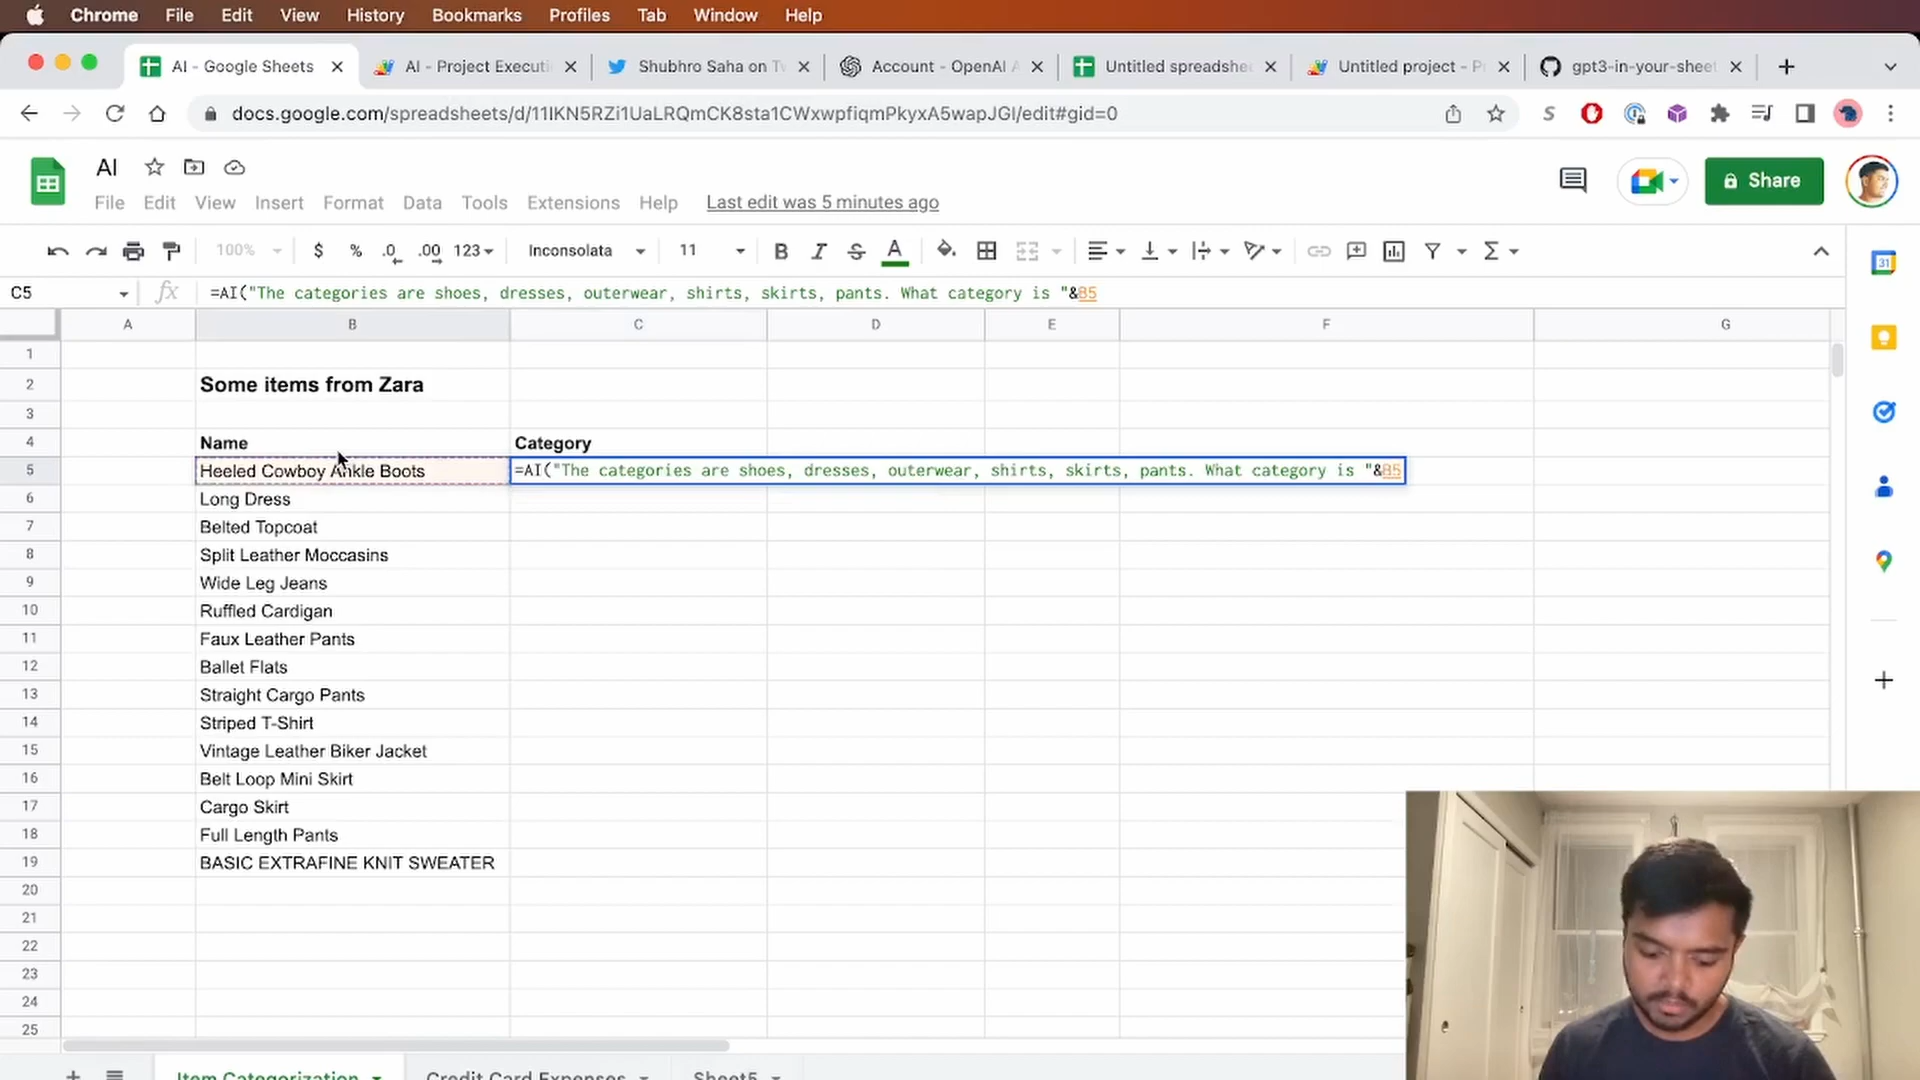 Chrome File Edit View History Bookmarks Profiles Tab Window Help
AI - Google Sheets AI - Project Executi Shubhro Saha on Tw Account - OpenAI A Untitled spreadshee Untitled project - P gpt3-in-your-sheet
docs.google.com/spreadsheets/d/11IKN5RZi1UaLRQmCK8sta1CWxwpfiqmPkyxA5wapJGI/edit#gid=0
AI
Share
File Edit View Insert Format Data Tools Extensions Help Last edit was 5 minutes ago
100% $ % .0 .00 123 Inconsolata 11 B I S A
31
C5 fx =AI("The categories are shoes, dresses, outerwear, shirts, skirts, pants. What category is "&B5
A B C D E F G
1
2 Some items from Zara
3
4 Name Category
5 Heeled Cowboy Ankle Boots =AI("The categories are shoes, dresses, outerwear, shirts, skirts, pants. What category is "&B5
6 Long Dress
7 Belted Topcoat
8 Split Leather Moccasins
9 Wide Leg Jeans
10 Ruffled Cardigan
11 Faux Leather Pants
12 Ballet Flats
13 Straight Cargo Pants
14 Striped T-Shirt
15 Vintage Leather Biker Jacket
16 Belt Loop Mini Skirt
17 Cargo Skirt
18 Full Length Pants
19 BASIC EXTRAFINE KNIT SWEATER
20
21
22
23
24
25
Item Categorization Credit Card Expenses Sheet5